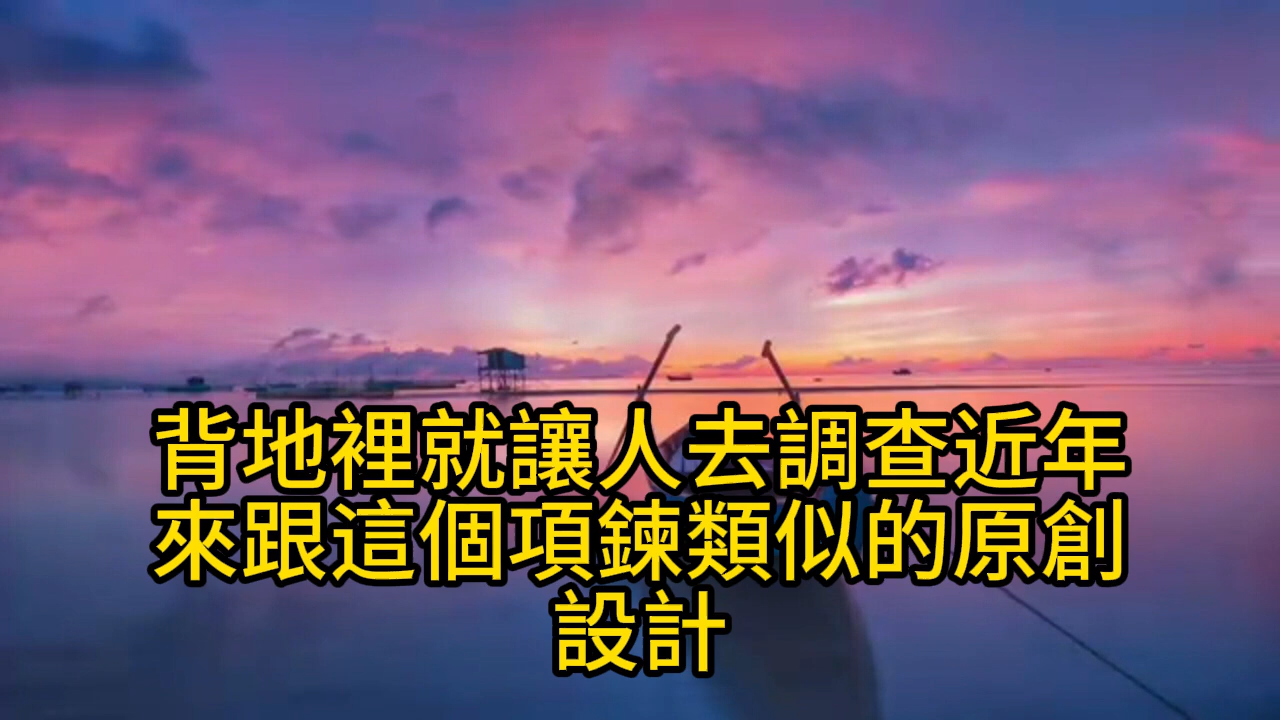 背地裡就讓人去調查近年
來跟這個項鍊類似的原創
設計